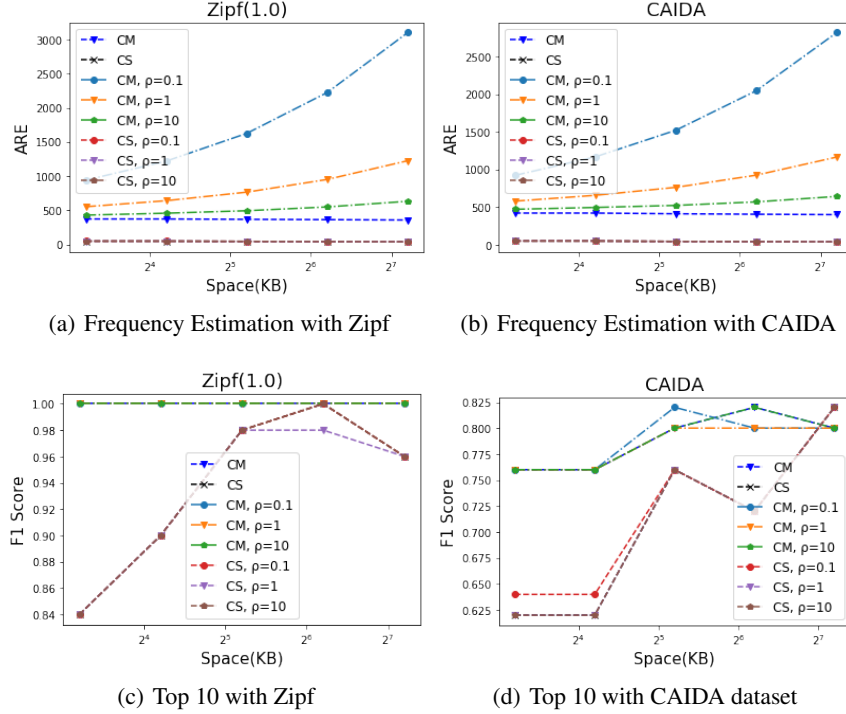 Zipf(1.0)
3000
2500
2000
1500
1000
500
0
ARE
CM
CS
CM, ρ=0.1
CM, ρ=1
CM, ρ=10
CS, ρ=0.1
CS, ρ=1
CS, ρ=10
2^4 2^5 2^6 2^7
Space(KB)
(a) Frequency Estimation with Zipf
CAIDA
2500
2000
1500
1000
500
0
ARE
CM
CS
CM, ρ=0.1
CM, ρ=1
CM, ρ=10
CS, ρ=0.1
CS, ρ=1
CS, ρ=10
2^4 2^5 2^6 2^7
Space(KB)
(b) Frequency Estimation with CAIDA
Zipf(1.0)
1.00
0.98
0.96
0.94
0.92
0.90
0.88
0.86
0.84
F1 Score
CM
CS
CM, ρ=0.1
CM, ρ=1
CM, ρ=10
CS, ρ=0.1
CS, ρ=1
CS, ρ=10
2^4 2^5 2^6 2^7
Space(KB)
(c) Top 10 with Zipf
CAIDA
0.825
0.800
0.775
0.750
0.725
0.700
0.675
0.650
0.625
F1 Score
CM
CS
CM, ρ=0.1
CM, ρ=1
CM, ρ=10
CS, ρ=0.1
CS, ρ=1
CS, ρ=10
2^4 2^5 2^6 2^7
Space(KB)
(d) Top 10 with CAIDA dataset